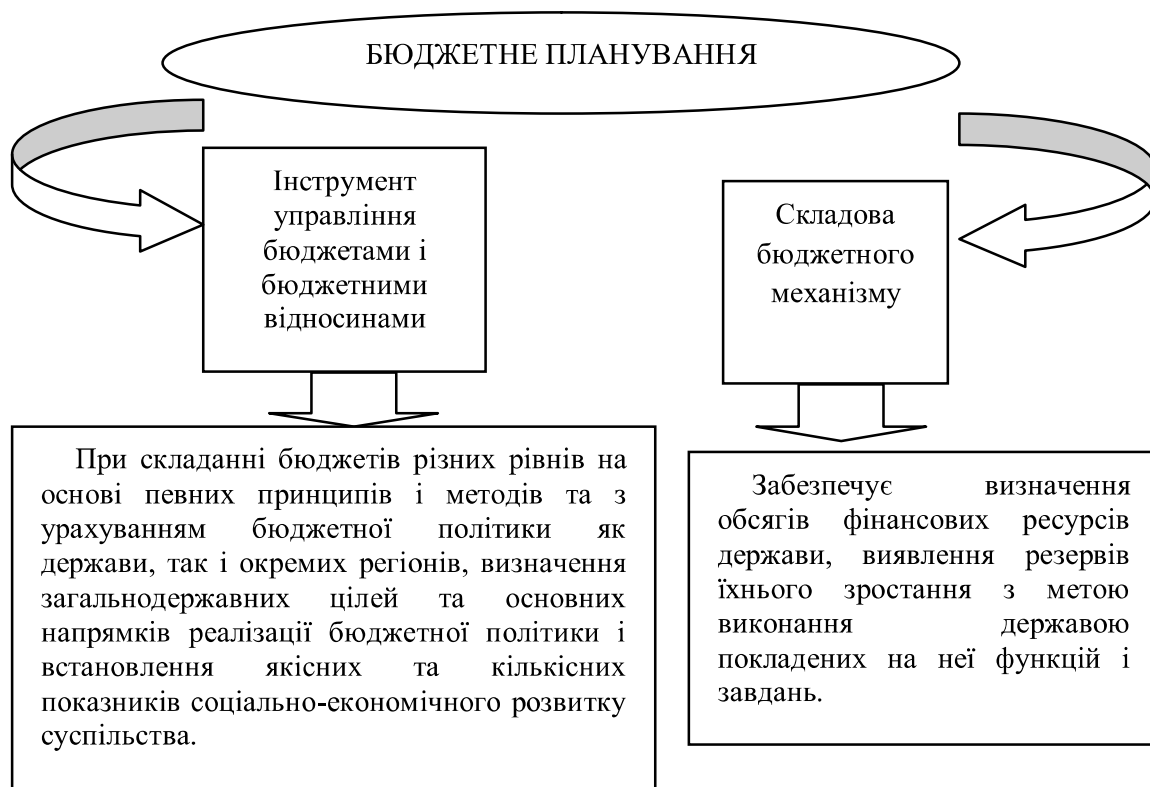 БЮДЖЕТНЕ ПЛАНУВАННЯ
Інструмент
управління
бюджетами і
бюджетними
відносинами
Складова
бюджетного
механізму
При складанні бюджетів різних рівнів на
основі певних принципів і методів та з
урахуванням бюджетної політики як
держави, так і окремих регіонів, визначення
загальнодержавних цілей та основних
напрямків реалізації бюджетної політики і
встановлення якісних та кількісних
показників соціально-економічного розвитку
суспільства.
Забезпечує визначення
обсягів фінансових ресурсів
держави, виявлення резервів
їхнього зростання з метою
виконання державою
покладених на неї функцій і
завдань.